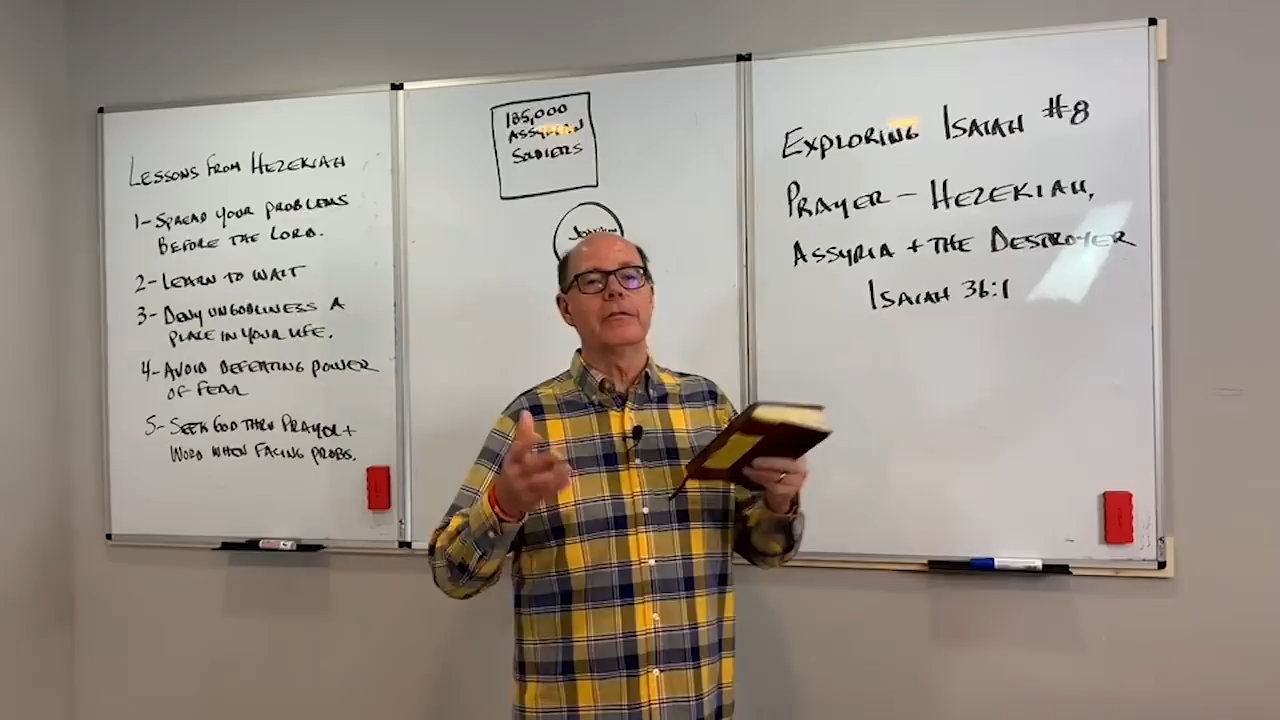 LESSONS FROM HEZEKIAH
1- SPREAD YOUR PROBLEMS
BEFORE THE LORD.
2- LEARN TO WAIT
3- DENY UNGODLINESS A
PLACE IN YOUR LIFE.
4- AVOID DEFEATING POWER
OF FEAR
5- SEEK GOD THRU PRAYER +
WORD WHEN FACING PROBS.
185,000
ASSYRIAN
SOLDIERS
EXPLORING ISAIAH #8
PRAYER - HEZEKIAH,
ASSYRIA + THE DESTROYER
ISAIAH 36:1